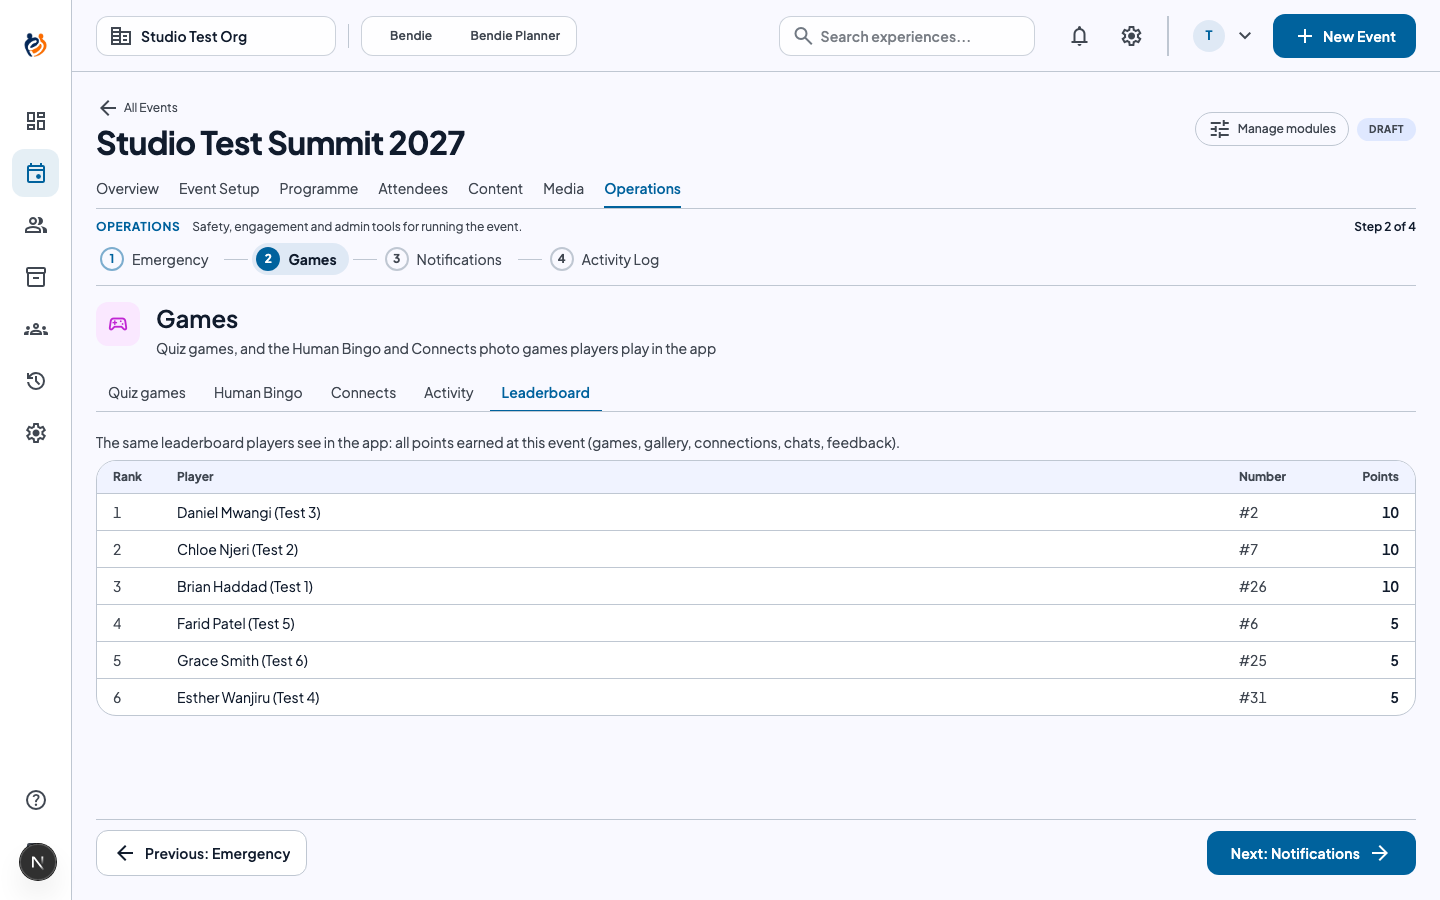 Studio Test Org
Bendie
Bendie Planner
Search experiences...
T
New Event
All Events
Studio Test Summit 2027
Manage modules
DRAFT
Overview
Event Setup
Programme
Attendees
Content
Media
Operations
OPERATIONS
Safety, engagement and admin tools for running the event.
Step 2 of 4
1 Emergency
2 Games
3 Notifications
4 Activity Log
Games
Quiz games, and the Human Bingo and Connects photo games players play in the app
Quiz games
Human Bingo
Connects
Activity
Leaderboard
The same leaderboard players see in the app: all points earned at this event (games, gallery, connections, chats, feedback).
Rank Player Number Points
1 Daniel Mwangi (Test 3) #2 10
2 Chloe Njeri (Test 2) #7 10
3 Brian Haddad (Test 1) #26 10
4 Farid Patel (Test 5) #6 5
5 Grace Smith (Test 6) #25 5
6 Esther Wanjiru (Test 4) #31 5
N
Previous: Emergency
Next: Notifications